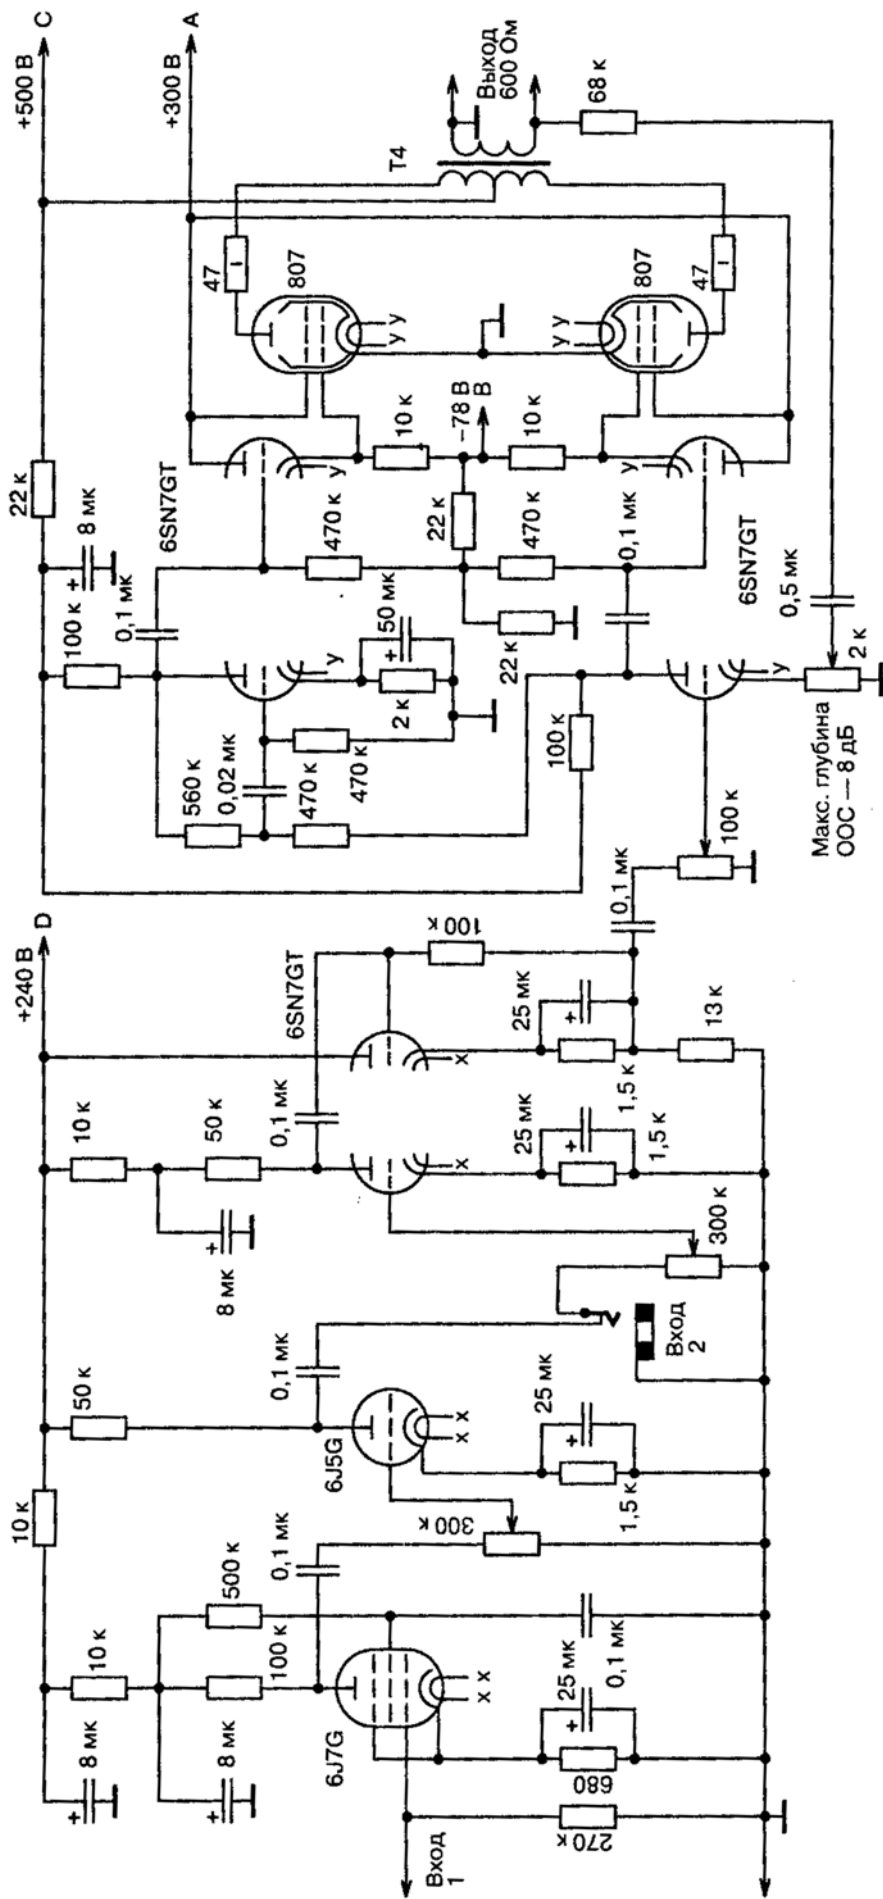 Вход
1
270 к
680
25 мк
0,1 мк
x x
6J7G
8 мк
8 мк
10 к
100 к
500 к
0,1 мк
300 к
10 к
50 к
6J5G
x x
1,5 к
25 мк
0,1 мк
Вход
2
300 к
8 мк
10 к
50 к
0,1 мк
x
25 мк
1,5 к
+240 В
D
6SN7GT
x
25 мк
1,5 к
100 к
13 к
0,1 мк
100 к
Макс. глубина
ООС — 8 дБ
560 к
0,02 мк
470 к
470 к
2 к
50 мк
y
100 к
0,1 мк
8 мк
22 к
6SN7GT
470 к
22 к
22 к
470 к
0,1 мк
100 к
6SN7GT
y
2 к
0,5 мк
y
10 к
–78 В
В
10 к
y
807
y y
y y
807
47
47
Т4
+500 В
С
+300 В
А
Выход
600 Ом
68 к